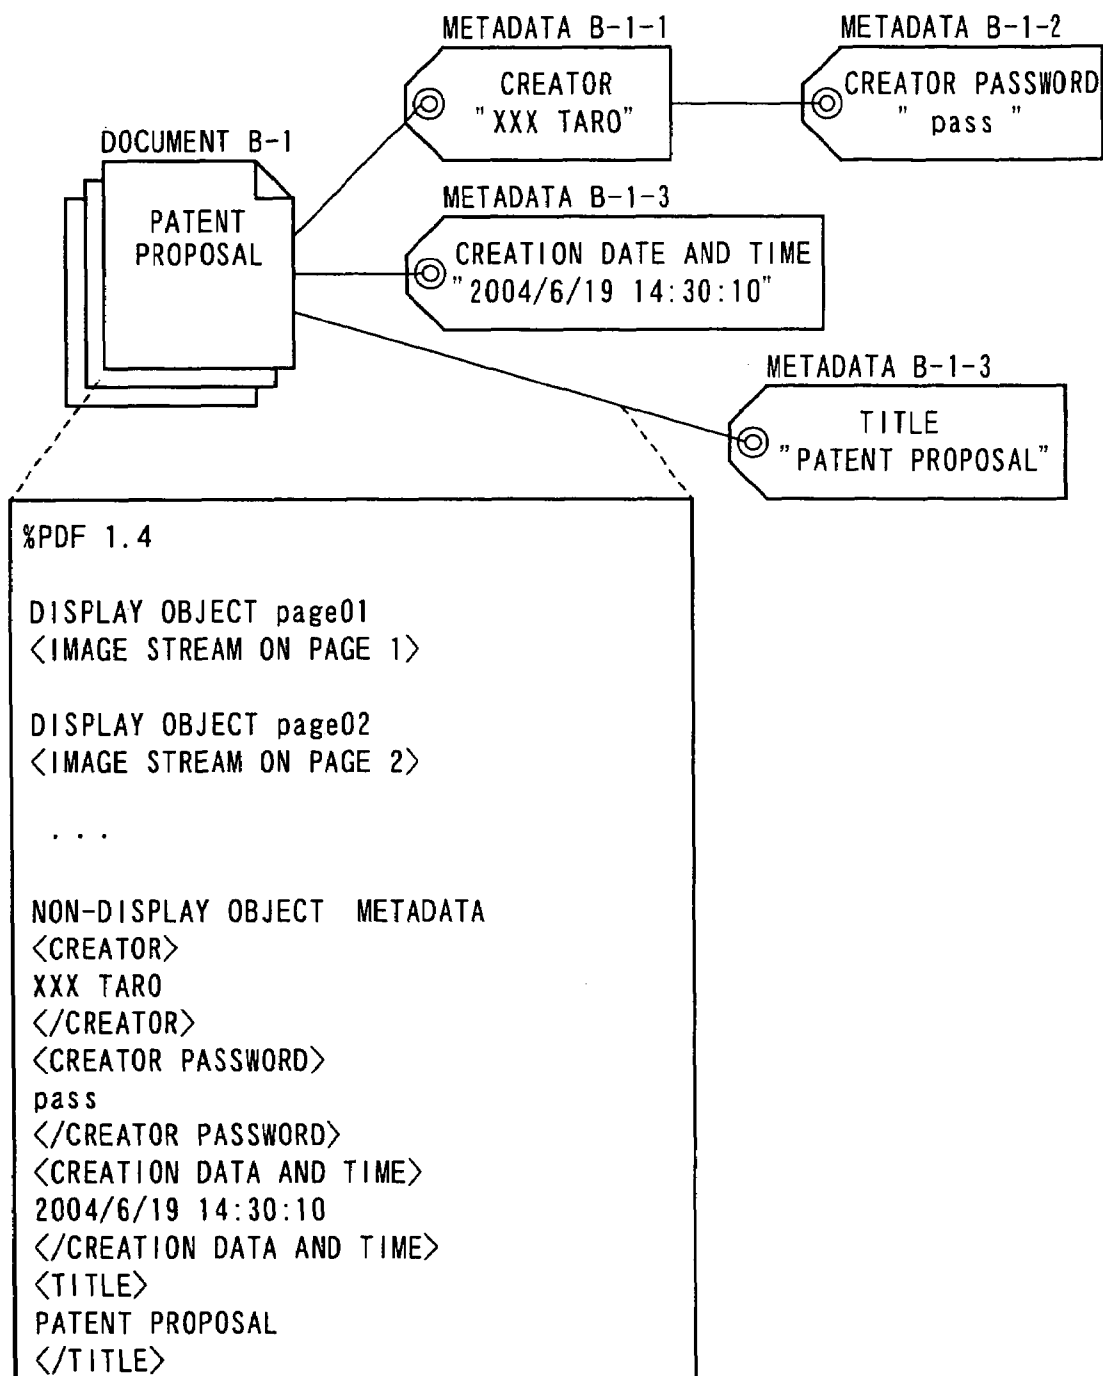 METADATA B-1-1
CREATOR
"XXX TARO"
METADATA B-1-2
CREATOR PASSWORD
" pass "
DOCUMENT B-1
PATENT
PROPOSAL
METADATA B-1-3
CREATION DATE AND TIME
"2004/6/19 14:30:10"
METADATA B-1-3
TITLE
"PATENT PROPOSAL"
%PDF 1.4
DISPLAY OBJECT page01
<IMAGE STREAM ON PAGE 1>
DISPLAY OBJECT page02
<IMAGE STREAM ON PAGE 2>
...
NON-DISPLAY OBJECT METADATA
<CREATOR>
XXX TARO
</CREATOR>
<CREATOR PASSWORD>
pass
</CREATOR PASSWORD>
<CREATION DATA AND TIME>
2004/6/19 14:30:10
</CREATION DATA AND TIME>
<TITLE>
PATENT PROPOSAL
</TITLE>